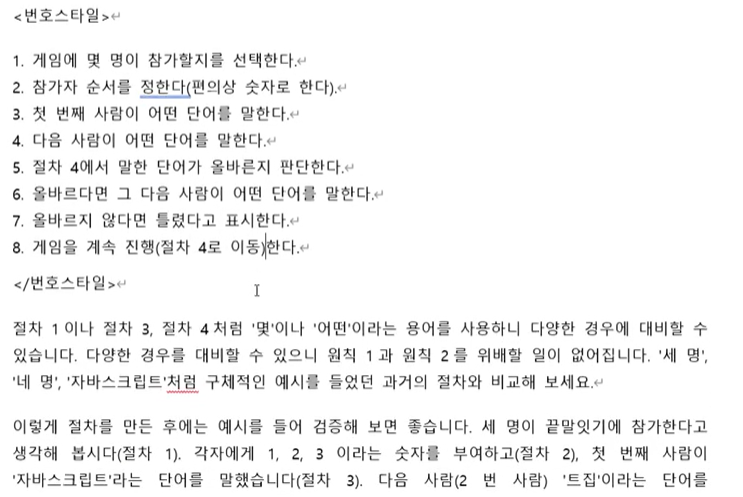 <번호스타일>
1. 게임에 몇 명이 참가할지를 선택한다.
2. 참가자 순서를 정한다(편의상 숫자로 한다).
3. 첫 번째 사람이 어떤 단어를 말한다.
4. 다음 사람이 어떤 단어를 말한다.
5. 절차 4에서 말한 단어가 올바른지 판단한다.
6. 올바르다면 그 다음 사람이 어떤 단어를 말한다.
7. 올바르지 않다면 틀렸다고 표시한다.
8. 게임을 계속 진행(절차 4로 이동)한다.
</번호스타일>
절차 1이나 절차 3, 절차 4처럼 '몇'이나 '어떤'이라는 용어를 사용하니 다양한 경우에 대비할 수
있습니다. 다양한 경우를 대비할 수 있으니 원칙 1과 원칙 2를 위배할 일이 없어집니다. '세 명',
'네 명', '자바스크립트'처럼 구체적인 예시를 들었던 과거의 절차와 비교해 보세요.
이렇게 절차를 만든 후에는 예시를 들어 검증해 보면 좋습니다. 세 명이 끝말잇기에 참가한다고
생각해 봅시다(절차 1). 각자에게 1, 2, 3 이라는 숫자를 부여하고(절차 2), 첫 번째 사람이
'자바스크립트'라는 단어를 말했습니다(절차 3). 다음 사람(2 번 사람) '트집'이라는 단어를